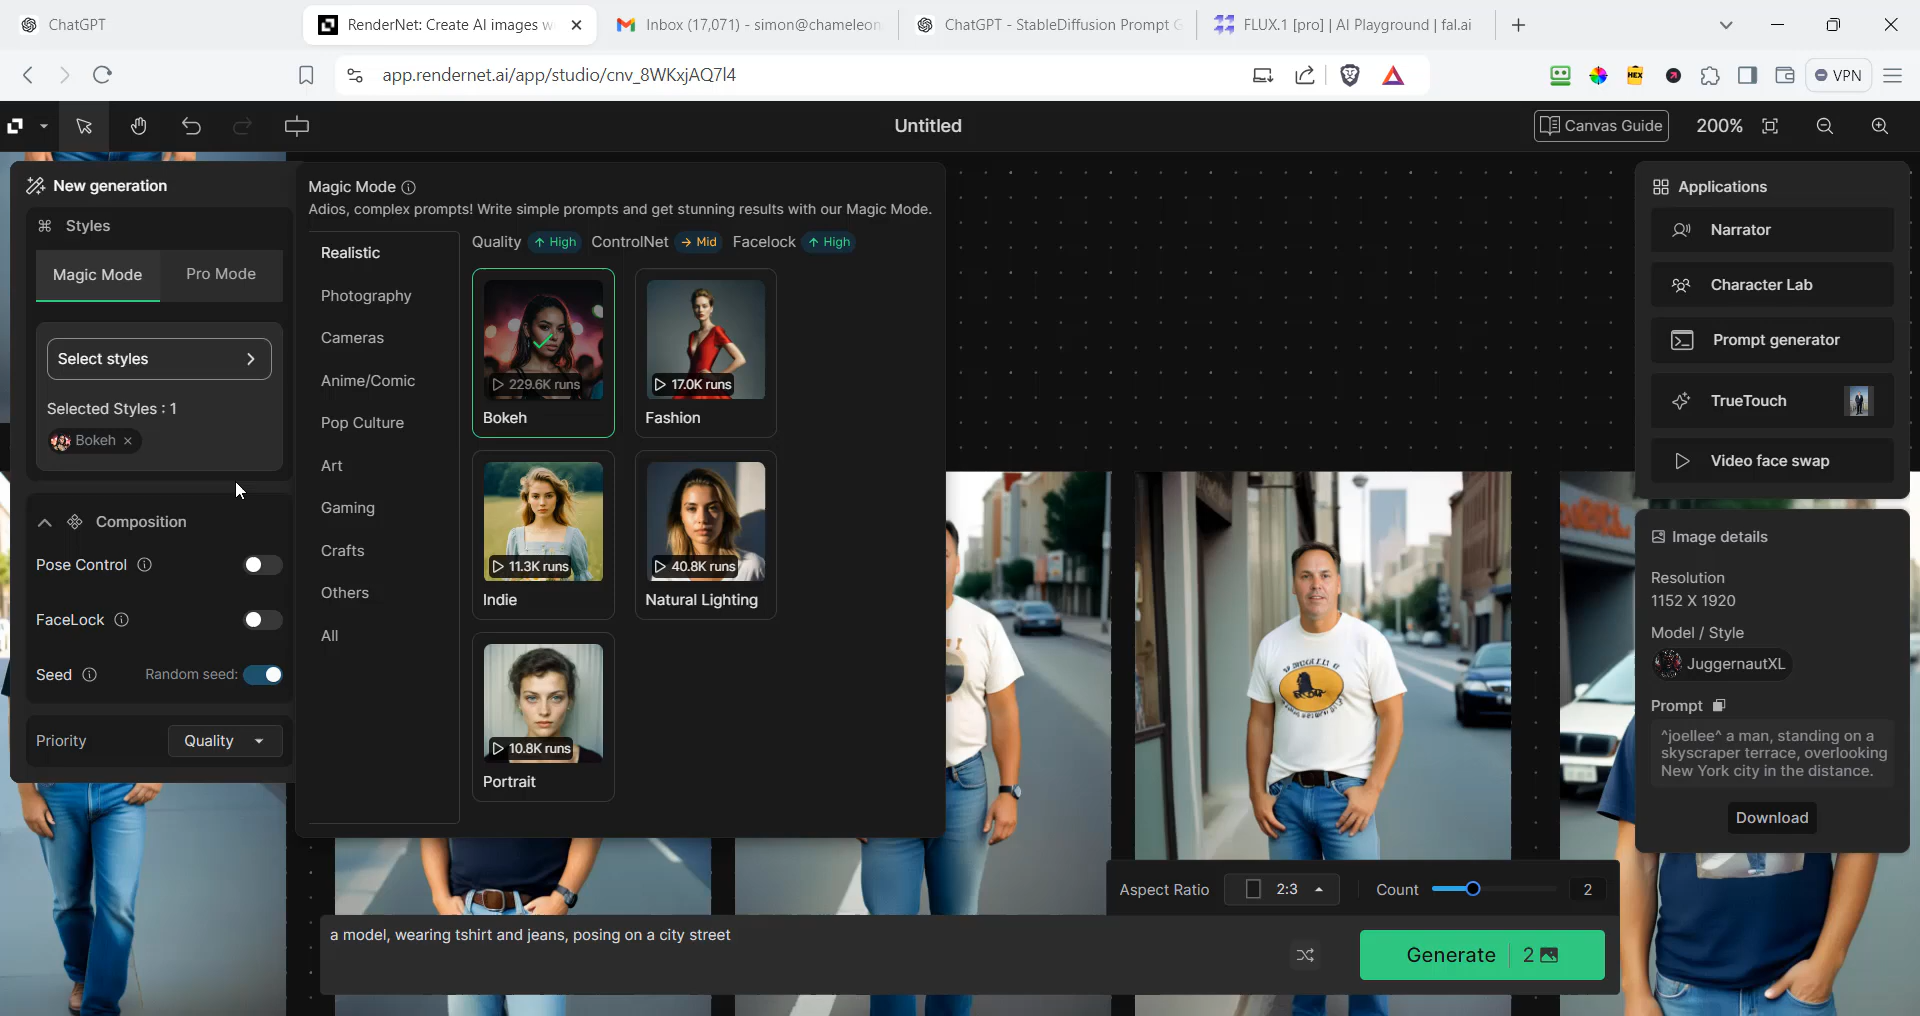 ChatGPT
RenderNet: Create AI images w
Inbox (17,071) - simon@chameleon
ChatGPT - StableDiffusion Prompt G
FLUX.1 [pro] | AI Playground | fal.ai
app.rendernet.ai/app/studio/cnv_8WKxjAQ7l4
HEX
VPN
Untitled
Canvas Guide
200%
New generation
Styles
Magic Mode
Pro Mode
Select styles
Selected Styles : 1
Bokeh
Composition
Pose Control
FaceLock
Seed
Random seed:
Priority
Quality
Magic Mode
Adios, complex prompts! Write simple prompts and get stunning results with our Magic Mode.
Realistic
Photography
Cameras
Anime/Comic
Pop Culture
Art
Gaming
Crafts
Others
All
Quality High ControlNet Mid Facelock High
229.6K runs
Bokeh
17.0K runs
Fashion
11.3K runs
Indie
40.8K runs
Natural Lighting
10.8K runs
Portrait
Applications
Narrator
Character Lab
Prompt generator
TrueTouch
Video face swap
Image details
Resolution
1152 X 1920
Model / Style
JuggernautXL
Prompt
^joellee^ a man, standing on a
skyscraper terrace, overlooking
New York city in the distance.
Download
Aspect Ratio
2:3
Count
2
a model, wearing tshirt and jeans, posing on a city street
Generate
2